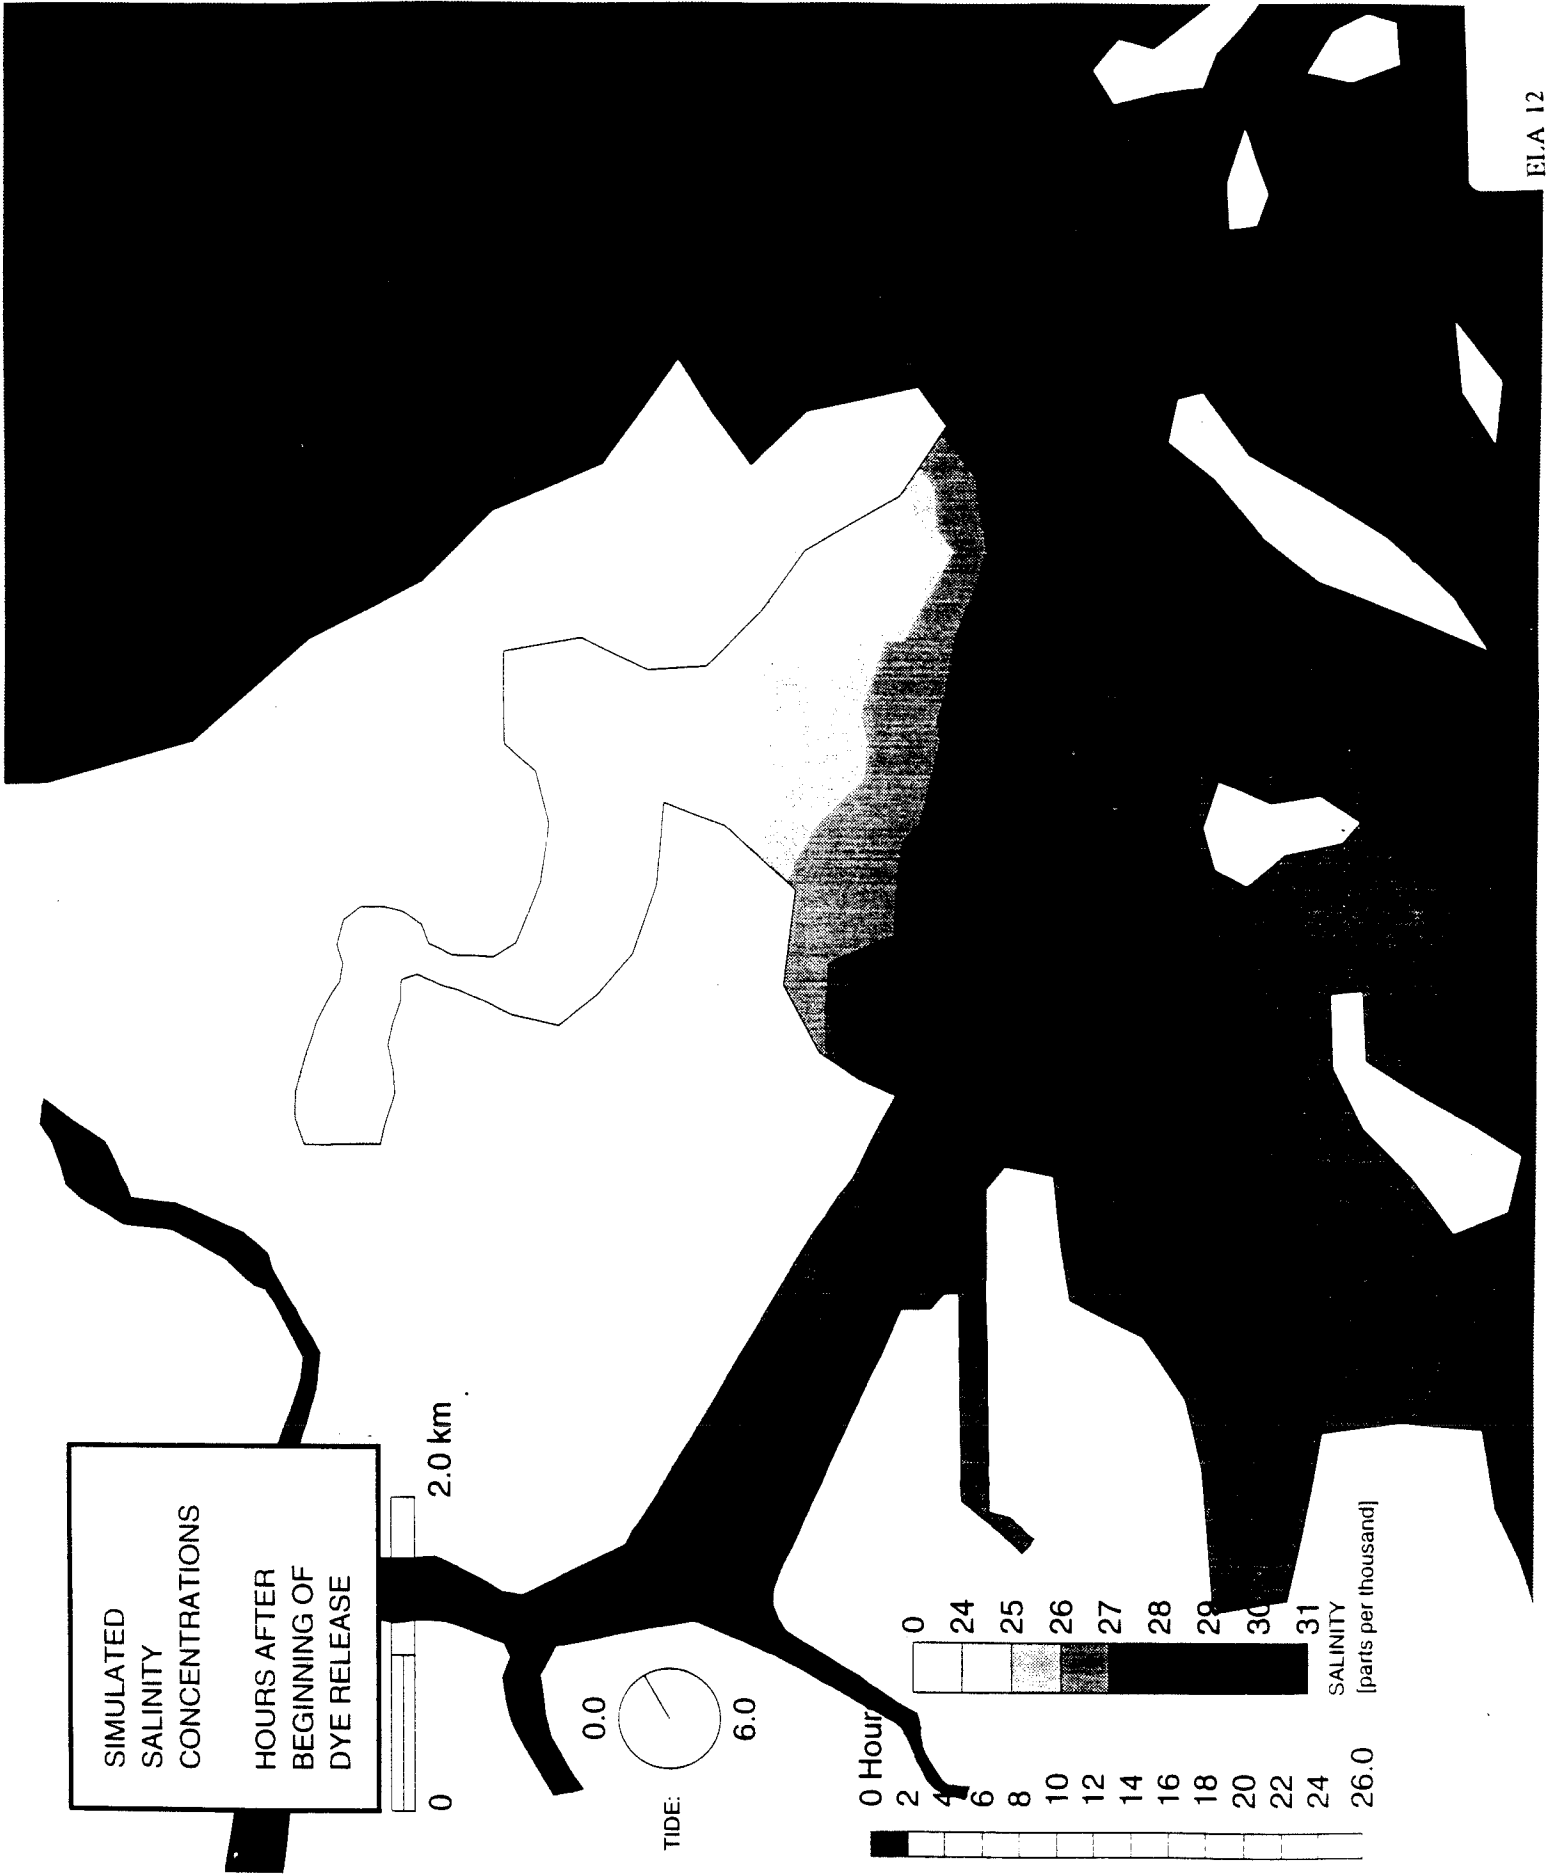 SIMULATED
SALINITY
CONCENTRATIONS
HOURS AFTER
BEGINNING OF
DYE RELEASE
0
2.0 km
TIDE:
0.0
6.0
0 Hour
2
4
6
8
10
12
14
16
18
20
22
24
26.0
0
24
25
26
27
28
29
30
31
SALINITY
[parts per thousand]
ELA 12